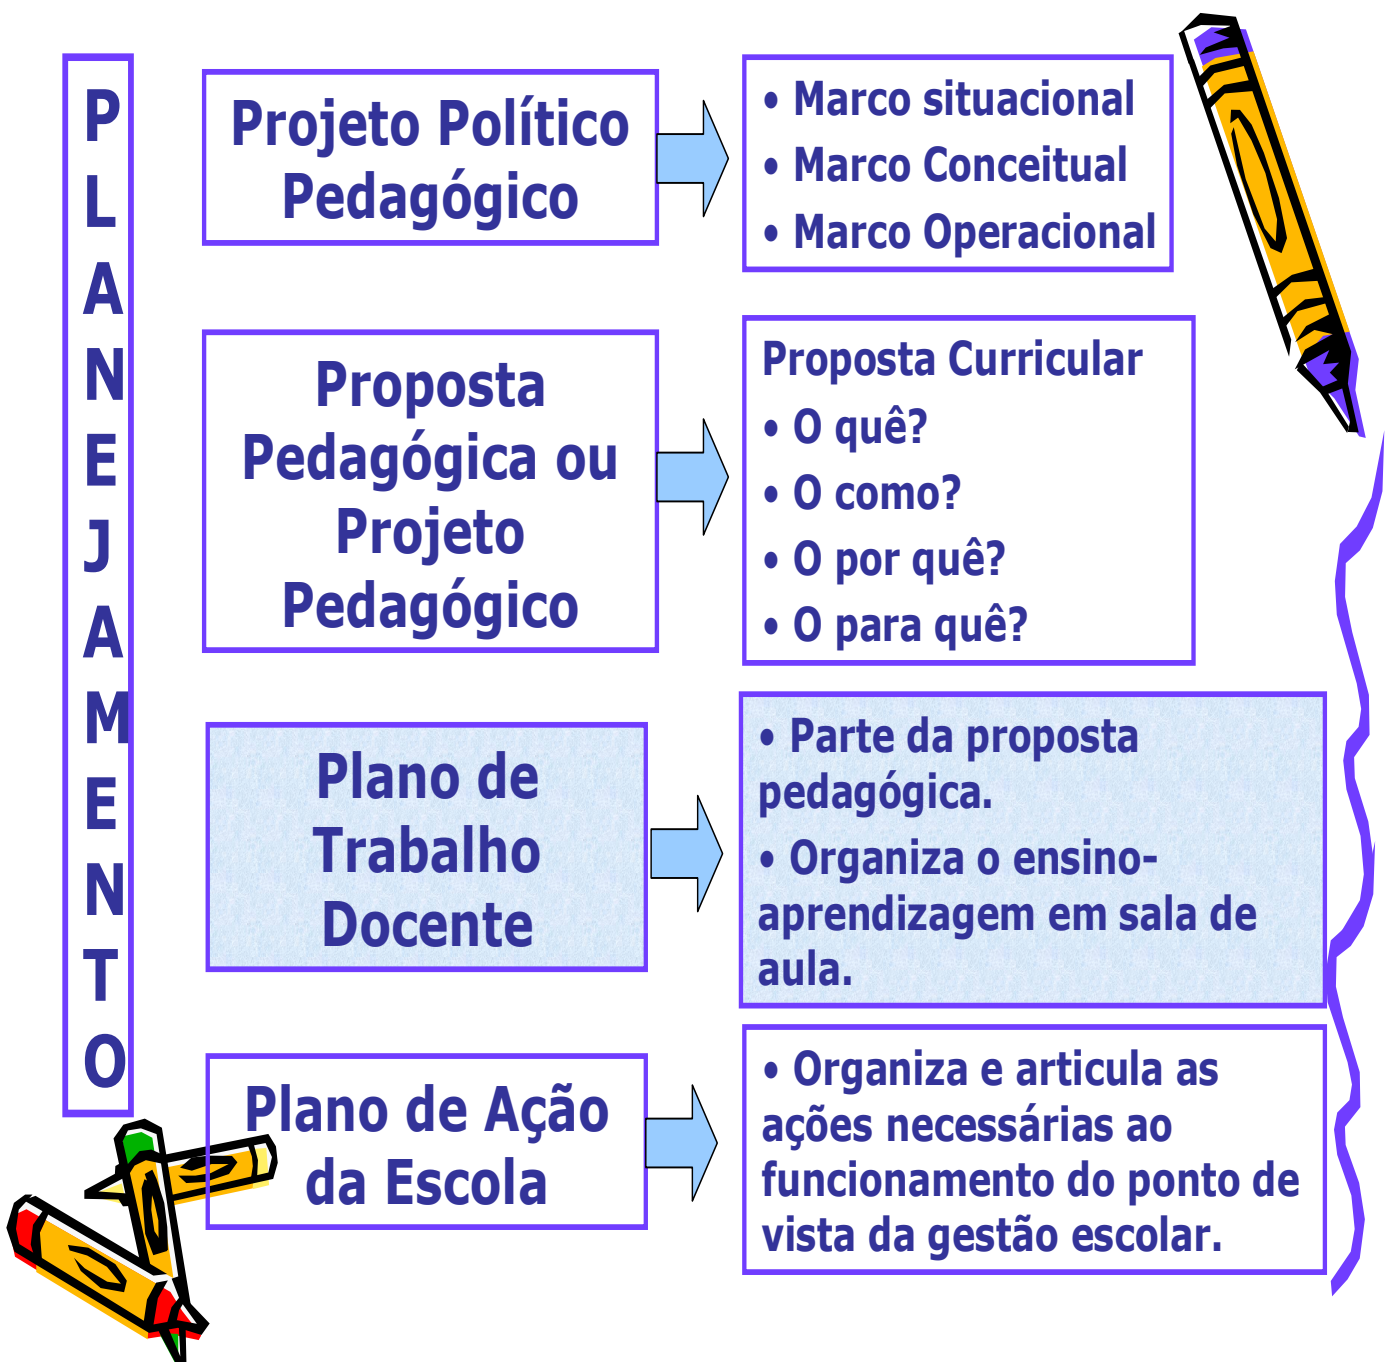 PLANEJAMENTO
Projeto Político
Pedagógico
• Marco situacional
• Marco Conceitual
• Marco Operacional
Proposta
Pedagógica ou
Projeto
Pedagógico
Proposta Curricular
• O quê?
• O como?
• O por quê?
• O para quê?
Plano de
Trabalho
Docente
• Parte da proposta
pedagógica.
• Organiza o ensino-
aprendizagem em sala de
aula.
Plano de Ação
da Escola
• Organiza e articula as
ações necessárias ao
funcionamento do ponto de
vista da gestão escolar.